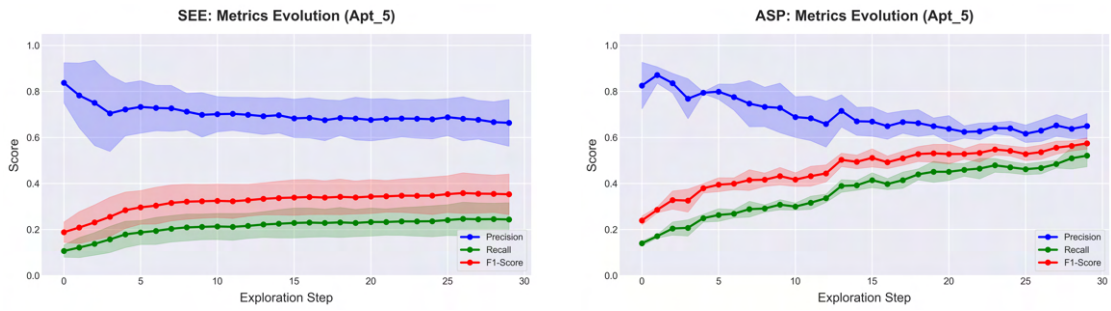 SEE: Metrics Evolution (Apt_5)
1.0
0.8
0.6
0.4
0.2
0.0
Score
0 5 10 15 20 25 30
Exploration Step
Precision
Recall
F1-Score
ASP: Metrics Evolution (Apt_5)
1.0
0.8
0.6
0.4
0.2
0.0
Score
0 5 10 15 20 25 30
Exploration Step
Precision
Recall
F1-Score